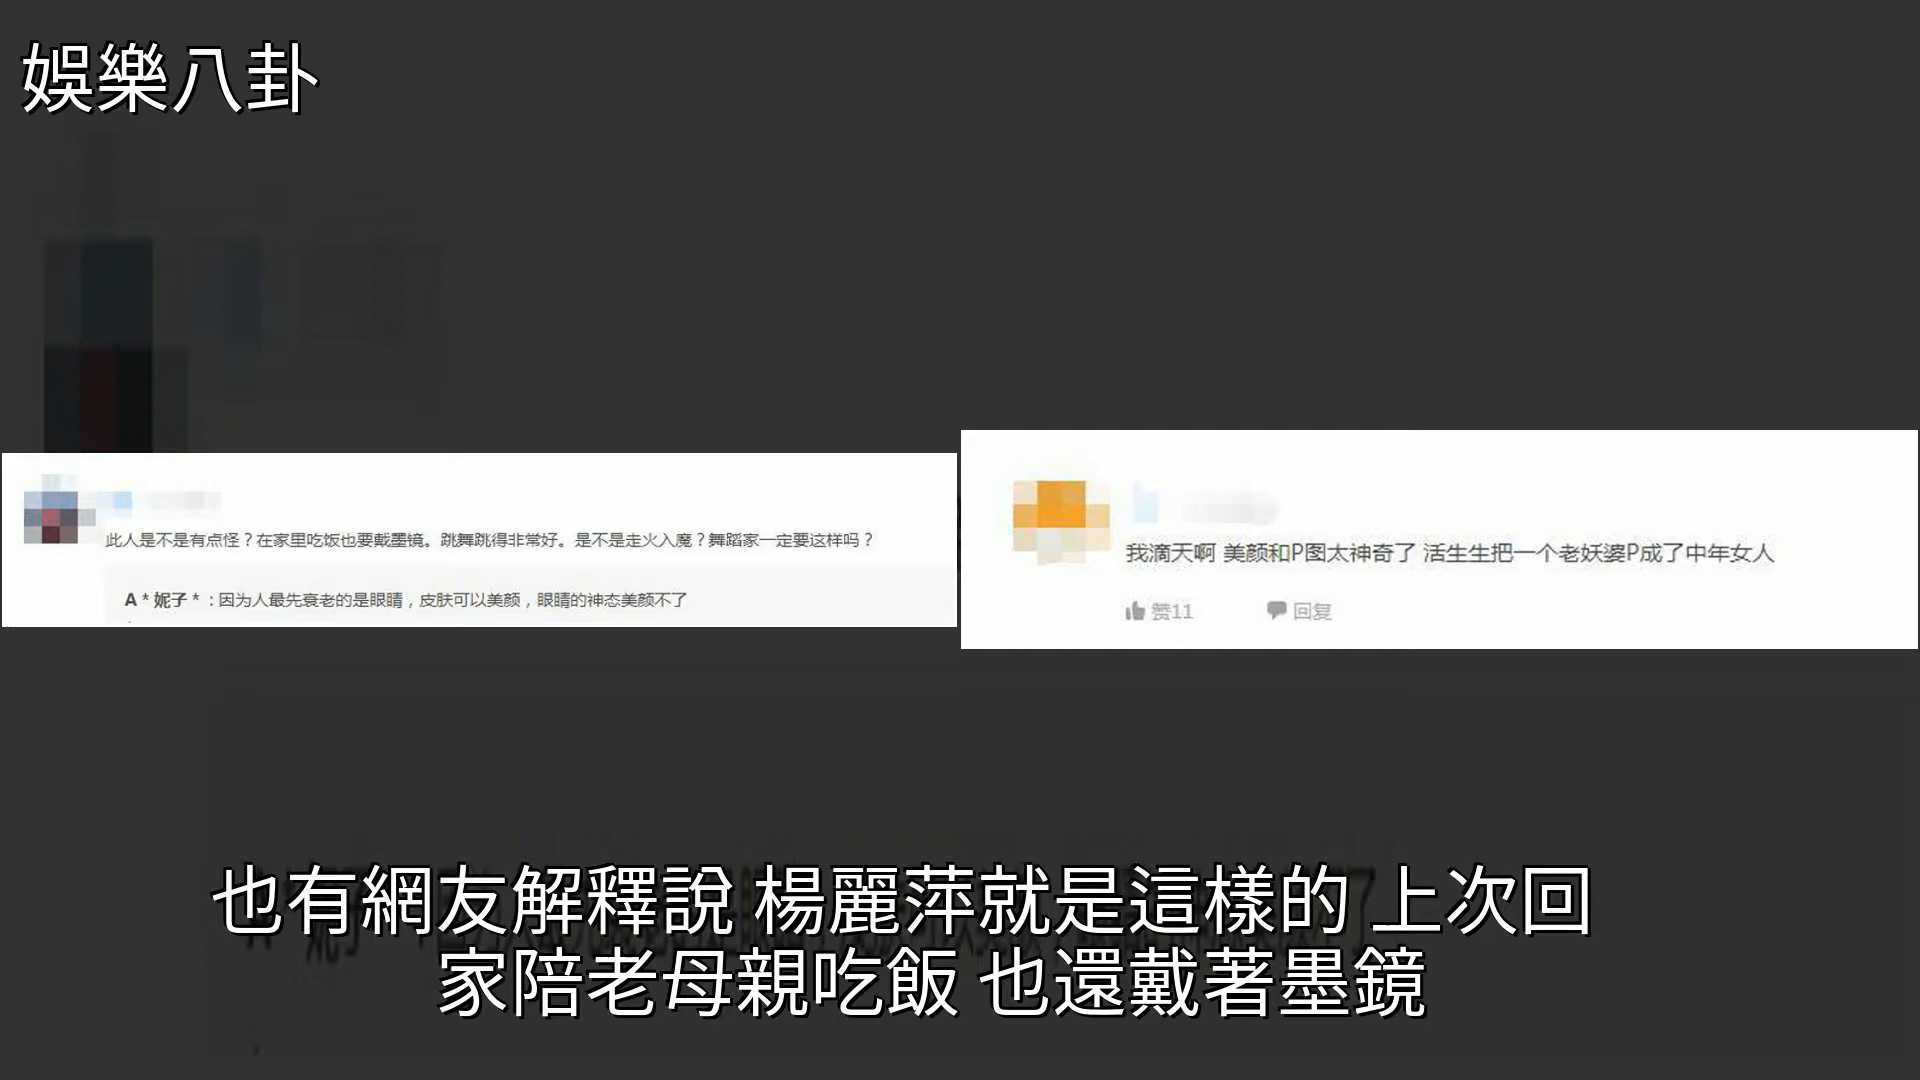 娛樂八卦
此人是不是有点怪？在家里吃饭也要戴墨镜。跳舞跳得非常好。是不是走火入魔？舞蹈家一定要这样吗？
A * 妮子 * ：因为人最先衰老的是眼睛，皮肤可以美颜，眼睛的神态美颜不了
我滴天啊 美颜和P图太神奇了 活生生把一个老妖婆P成了中年女人
赞11 回复
也有網友解釋說 楊麗萍就是這樣的 上次回
家陪老母親吃飯 也還戴著墨鏡